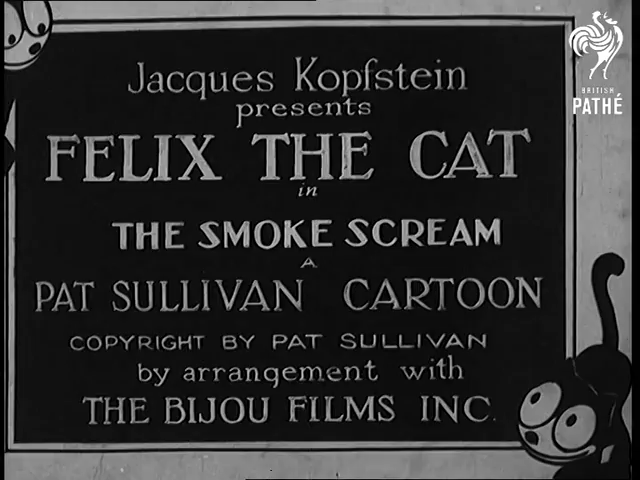 Jacques Kopfstein
presents
FELIX THE CAT
in
THE SMOKE SCREAM
A
PAT SULLIVAN CARTOON
COPYRIGHT BY PAT SULLIVAN
by arrangement with
THE BIJOU FILMS INC.
BRITISH
PATHÉ